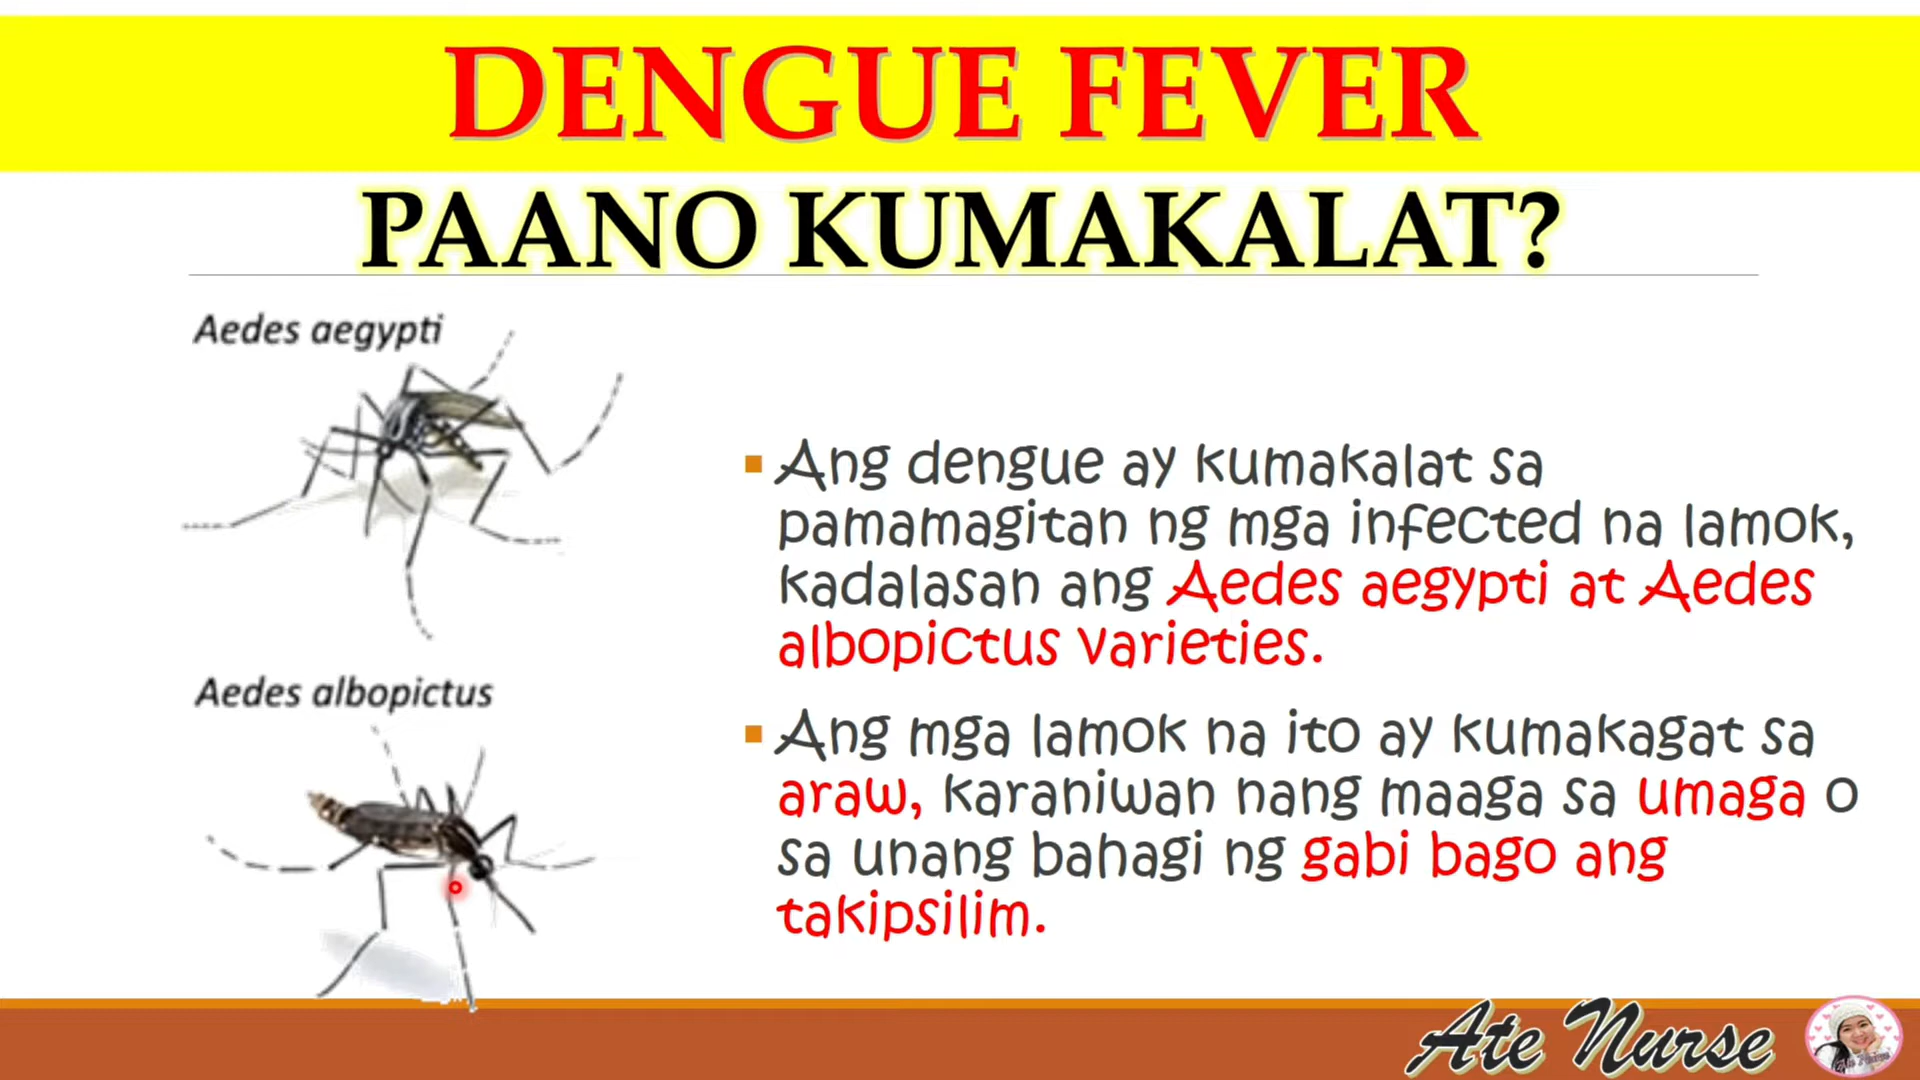 DENGUE FEVER
PAANO KUMAKALAT?
Aedes aegypti
Ang dengue ay kumakalat sa
pamamagitan ng mga infected na lamok,
kadalasan ang Aedes aegypti at Aedes
albopictus varieties.
Aedes albopictus
Ang mga lamok na ito ay kumakagat sa
araw, karaniwan nang maaga sa umaga o
sa unang bahagi ng gabi bago ang
takipsilim.
Ate Nurse